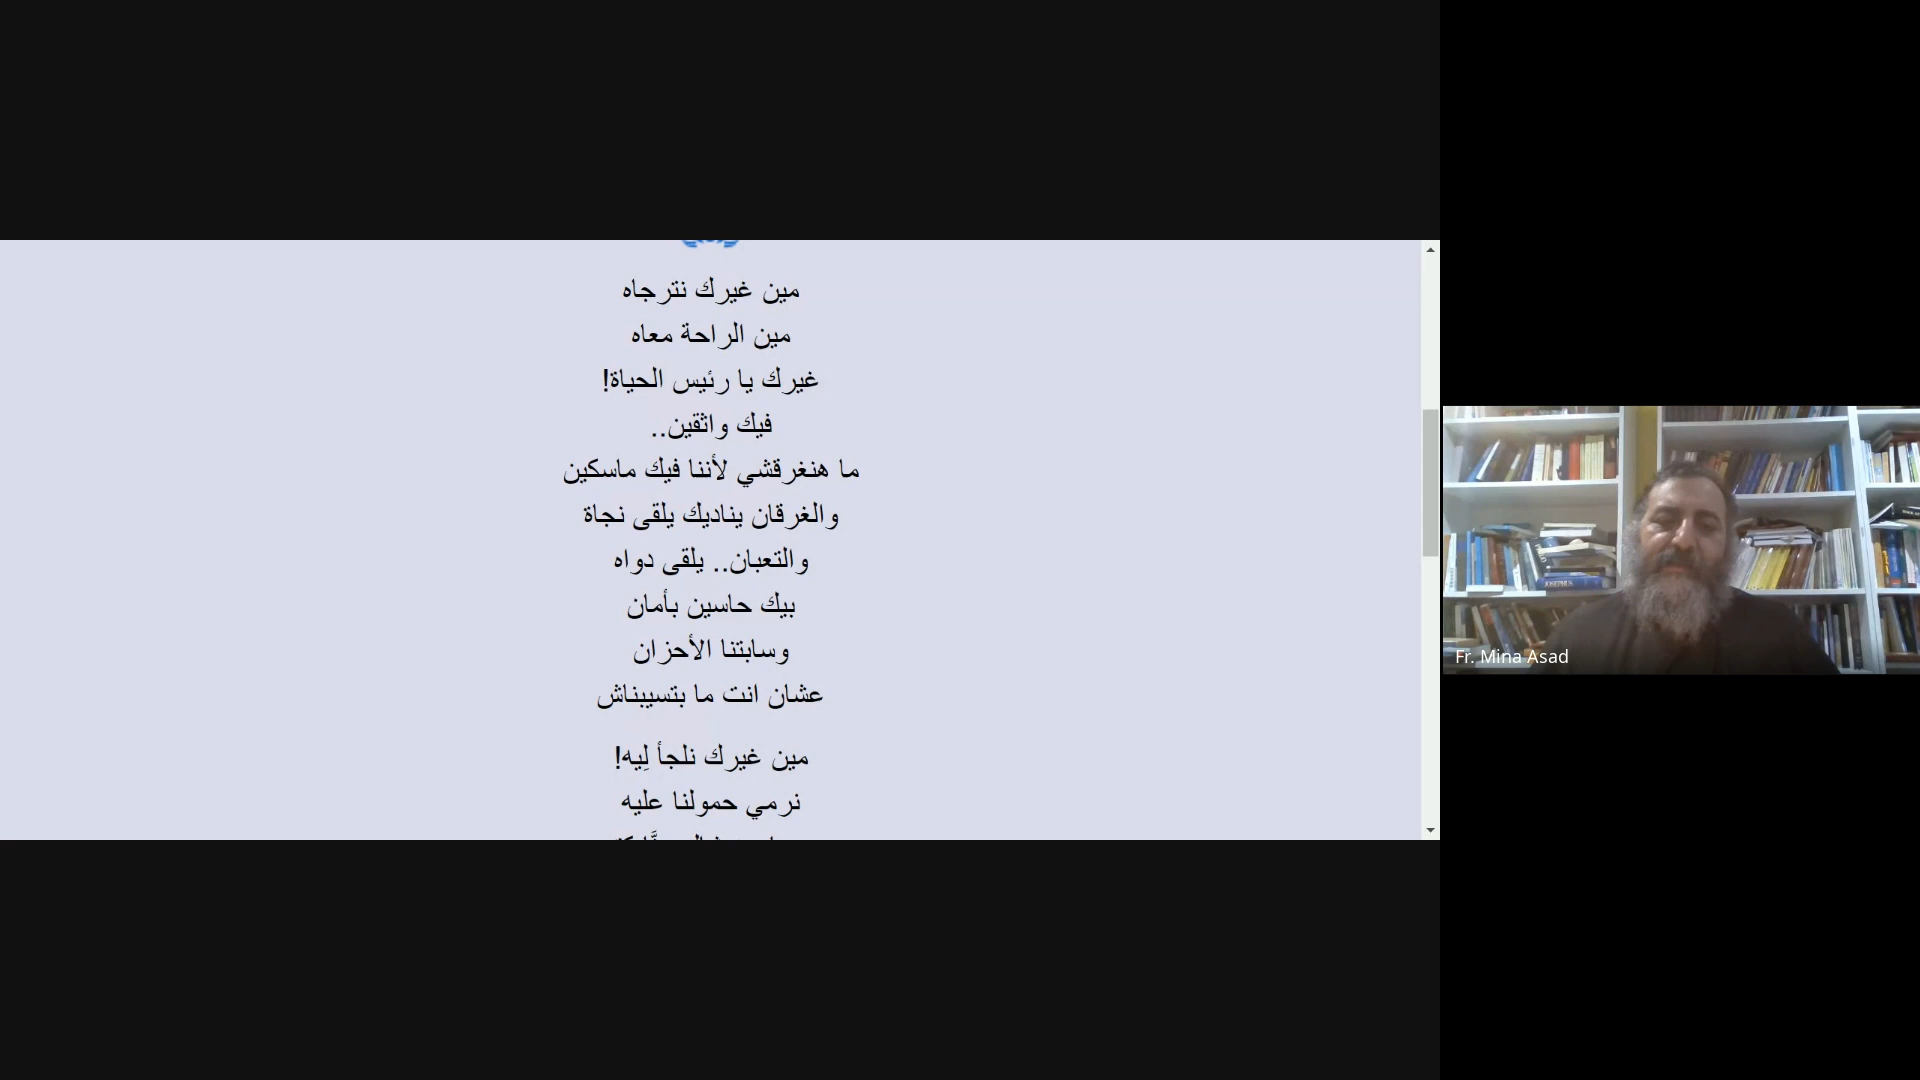 مين غيرك نترجاه
مين الراحة معاه
غيرك يا رئيس الحياة!
فيك واثقين..
ما هنغرقشي لأننا فيك ماسكين
والغرقان يناديك يلقى نجاة
والتعبان.. يلقى دواه
بيك حاسين بأمان
وسابتنا الأحزان
عشان انت ما بتسيبناش
مين غيرك نلجأ لِيه!
نرمي حمولنا عليه
JOSEPHUS
Fr. Mina Asad